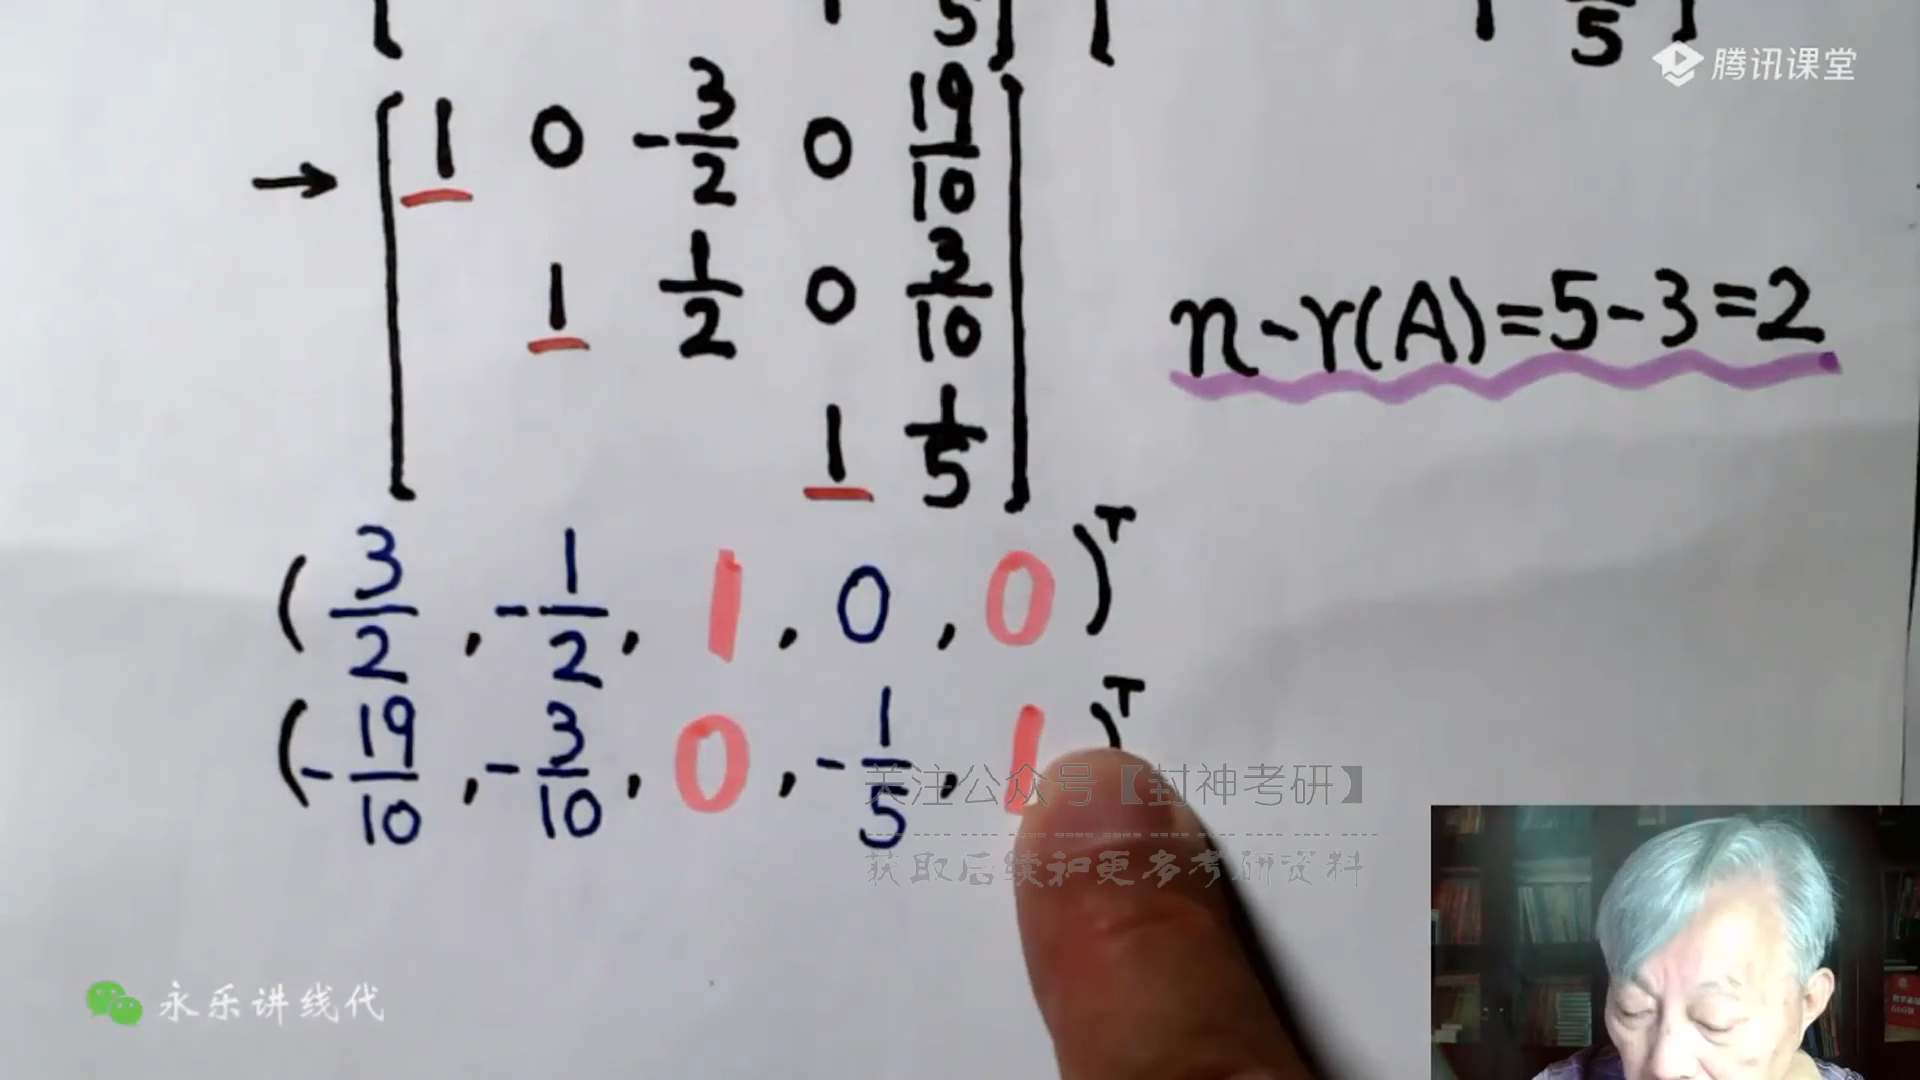 5
5
腾讯课堂
→ [1 0 -3/2 0 19/10]
1 1/2 0 3/10
1 1/5
n-r(A)=5-3=2
(3/2, -1/2, 1, 0, 0)ᵀ
(-19/10, -3/10, 0, -1/5, 1)ᵀ
关注公众号【封神考研】
获取后续和更多考研资料
永乐讲线代